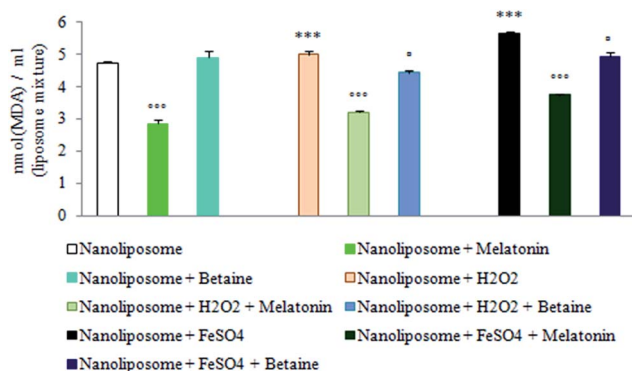 nmol(MDA) / ml
(liposome mixture)
6
5
4
3
2
1
0
°°°
***
°°°
¤
***
°°°
¤
Nanoliposome
Nanoliposome + Melatonin
Nanoliposome + Betaine
Nanoliposome + H2O2
Nanoliposome + H2O2 + Melatonin
Nanoliposome + H2O2 + Betaine
Nanoliposome + FeSO4
Nanoliposome + FeSO4 + Melatonin
Nanoliposome + FeSO4 + Betaine